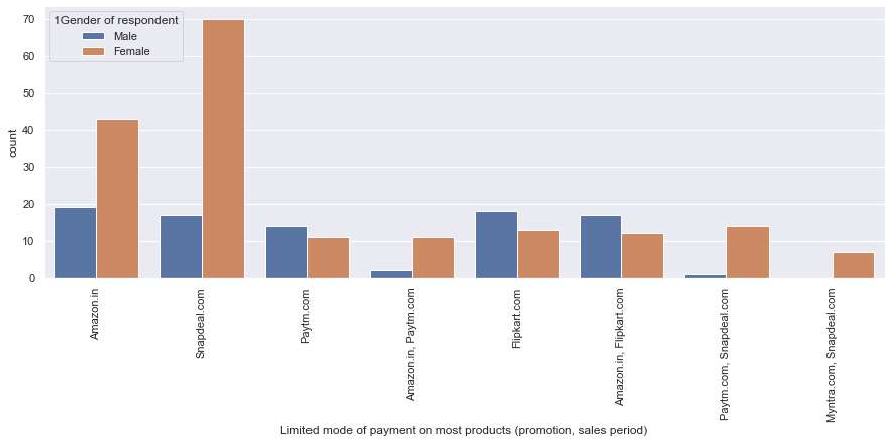 1Gender of respondent
Male
Female
70
60
50
40
30
20
10
0
count
Amazon.in
Snapdeal.com
Paytm.com
Amazon.in, Paytm.com
Flipkart.com
Amazon.in, Flipkart.com
Paytm.com, Snapdeal.com
Myntra.com, Snapdeal.com
Limited mode of payment on most products (promotion, sales period)